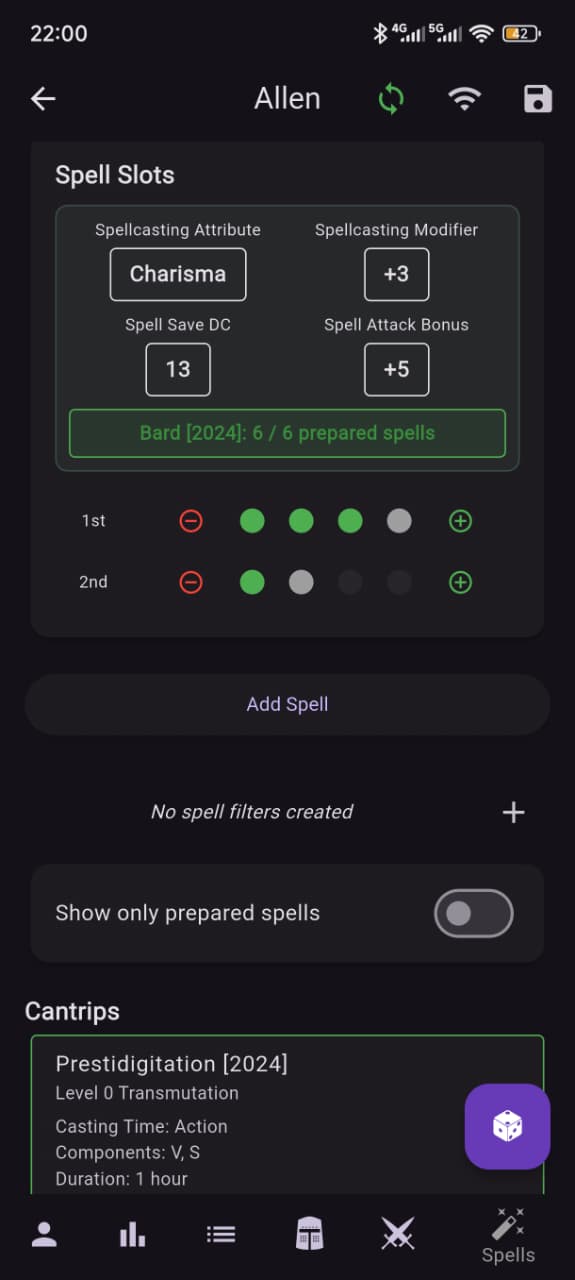 22:00
4G 5G 42
Allen
Spell Slots
Spellcasting Attribute Spellcasting Modifier
Charisma +3
Spell Save DC Spell Attack Bonus
13 +5
Bard [2024]: 6 / 6 prepared spells
1st
2nd
Add Spell
No spell filters created
Show only prepared spells
Cantrips
Prestidigitation [2024]
Level 0 Transmutation
Casting Time: Action
Components: V, S
Duration: 1 hour
Spells